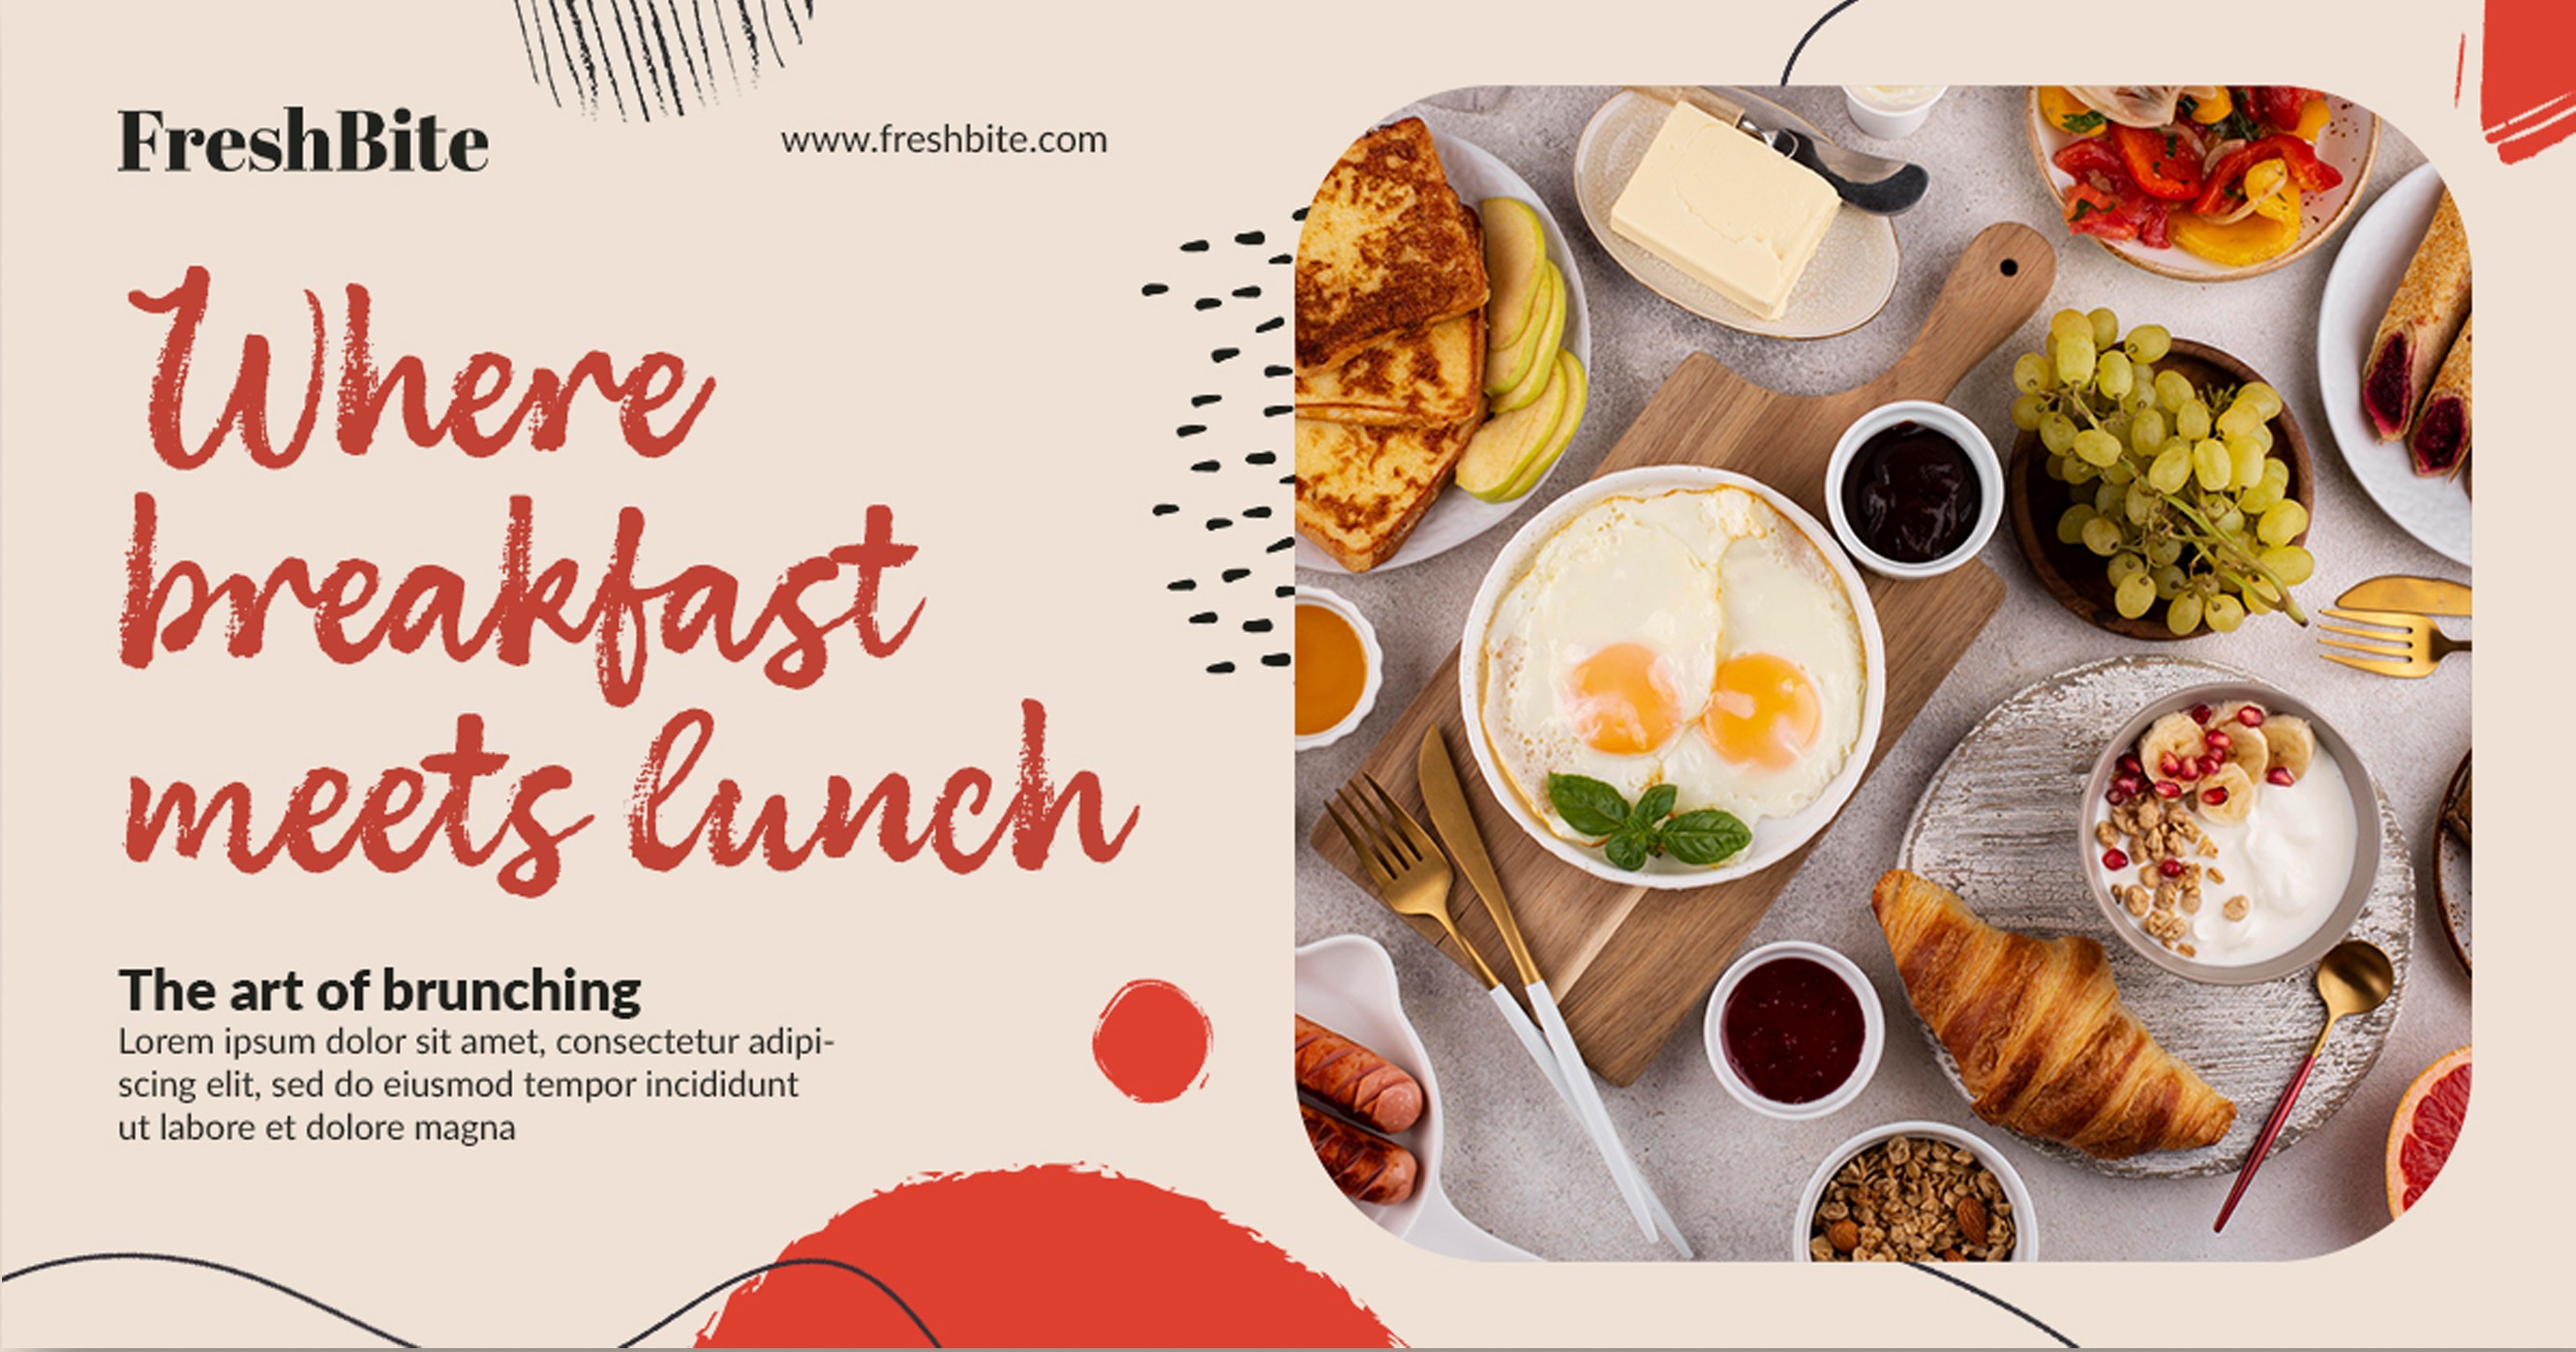 FreshBite
www.freshbite.com
Where
breakfast
meets lunch
The art of brunching
Lorem ipsum dolor sit amet, consectetur adipi-
scing elit, sed do eiusmod tempor incididunt
ut labore et dolore magna